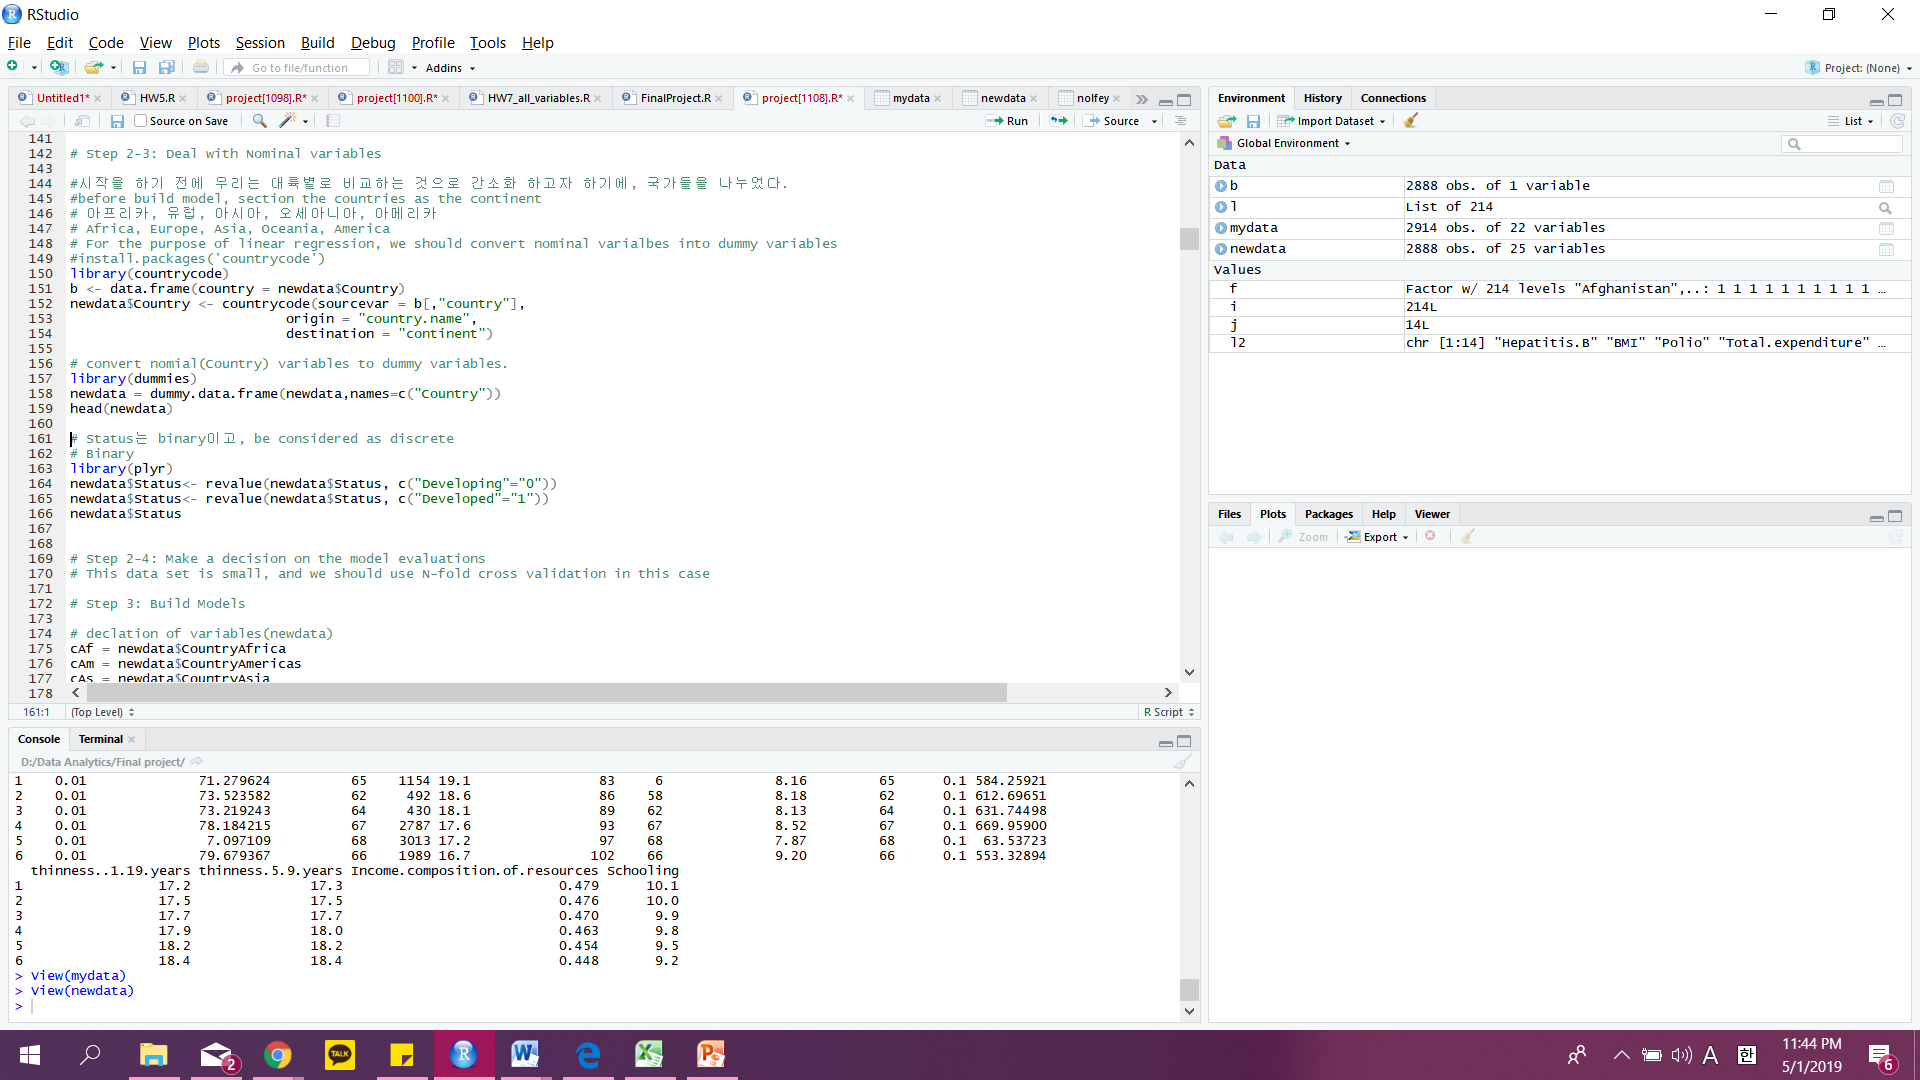 RStudio
File Edit Code View Plots Session Build Debug Profile Tools Help
Go to file/function Addins Project: (None)
Untitled1* HW5.R project[1098].R* project[1100].R* HW7_all_variables.R FinalProject.R project[1108].R* mydata newdata nolfey
Source on Save Run Source
141
142 # Step 2-3: Deal with Nominal variables
143
144 #시작을 하기 전에 우리는 대륙별로 비교하는 것으로 간소화 하고자 하기에, 국가들을 나누었다.
145 #before build model, section the countries as the continent
146 # 아프리카, 유럽, 아시아, 오세아니아, 아메리카
147 # Africa, Europe, Asia, Oceania, America
148 # For the purpose of linear regression, we should convert nominal varialbes into dummy variables
149 #install.packages('countrycode')
150 library(countrycode)
151 b <- data.frame(country = newdata$Country)
152 newdata$Country <- countrycode(sourcevar = b[,"country"],
153 origin = "country.name",
154 destination = "continent")
155
156 # convert nomial(Country) variables to dummy variables.
157 library(dummies)
158 newdata = dummy.data.frame(newdata,names=c("Country"))
159 head(newdata)
160
161 # Status는 binary이고, be considered as discrete
162 # Binary
163 library(plyr)
164 newdata$Status<- revalue(newdata$Status, c("Developing"="0"))
165 newdata$Status<- revalue(newdata$Status, c("Developed"="1"))
166 newdata$Status
167
168
169 # Step 2-4: Make a decision on the model evaluations
170 # This data set is small, and we should use N-fold cross validation in this case
171
172 # Step 3: Build Models
173
174 # declation of variables(newdata)
175 cAf = newdata$CountryAfrica
176 cAm = newdata$CountryAmericas
177 cAs = newdata$CountryAsia
178
161:1 (Top Level) R Script
Console Terminal
D:/Data Analytics/Final project/
1 0.01 71.279624 65 1154 19.1 83 6 8.16 65 0.1 584.25921
2 0.01 73.523582 62 492 18.6 86 58 8.18 62 0.1 612.69651
3 0.01 73.219243 64 430 18.1 89 62 8.13 64 0.1 631.74498
4 0.01 78.184215 67 2787 17.6 93 67 8.52 67 0.1 669.95900
5 0.01 7.097109 68 3013 17.2 97 68 7.87 68 0.1 63.53723
6 0.01 79.679367 66 1989 16.7 102 66 9.20 66 0.1 553.32894
thinness..1.19.years thinness.5.9.years Income.composition.of.resources Schooling
1 17.2 17.3 0.479 10.1
2 17.5 17.5 0.476 10.0
3 17.7 17.7 0.470 9.9
4 17.9 18.0 0.463 9.8
5 18.2 18.2 0.454 9.5
6 18.4 18.4 0.448 9.2
> View(mydata)
> View(newdata)
>
Environment History Connections
Import Dataset List
Global Environment
Data
b 2888 obs. of 1 variable
l List of 214
mydata 2914 obs. of 22 variables
newdata 2888 obs. of 25 variables
Values
f Factor w/ 214 levels "Afghanistan",..: 1 1 1 1 1 1 1 1 1 1 …
i 214L
j 14L
l2 chr [1:14] "Hepatitis.B" "BMI" "Polio" "Total.expenditure" …
Files Plots Packages Help Viewer
Zoom Export
TALK
2
A 한
11:44 PM
5/1/2019
6